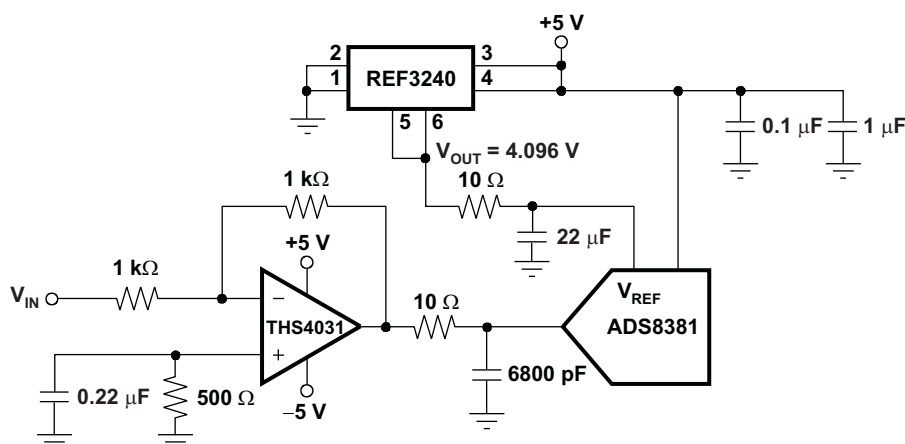 +5 V
2
3
REF3240
1
4
5
6
0.1 μF
1 μF
V_OUT = 4.096 V
1 kΩ
10 Ω
22 μF
+5 V
1 kΩ
V_IN
−
THS4031
+
10 Ω
V_REF
ADS8381
0.22 μF
500 Ω
−5 V
6800 pF